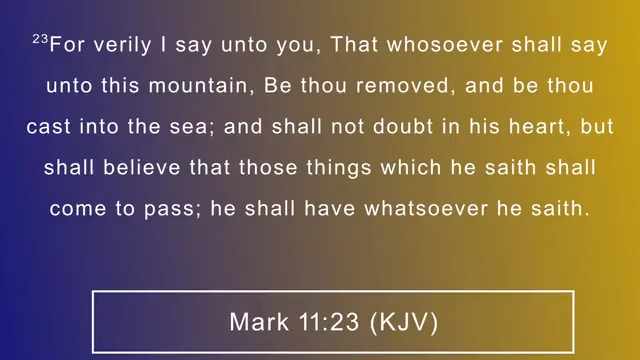 23For verily I say unto you, That whosoever shall say
unto this mountain, Be thou removed, and be thou
cast into the sea; and shall not doubt in his heart, but
shall believe that those things which he saith shall
come to pass; he shall have whatsoever he saith.
Mark 11:23 (KJV)